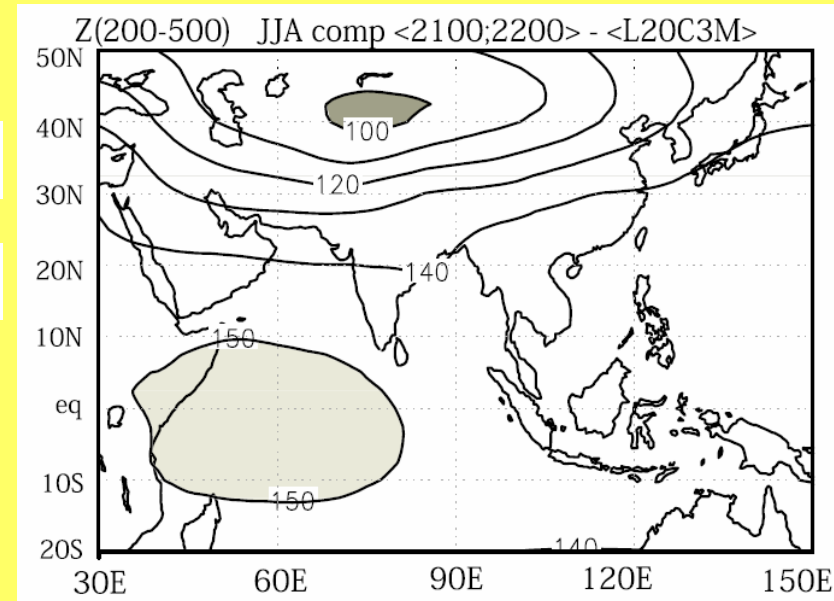 Z(200-500) JJA comp <2100;2200> - <L20C3M>
50N
40N
100
120
30N
20N
140
10N
150
eq
10S
150
20S
140
30E 60E 90E 120E 150E